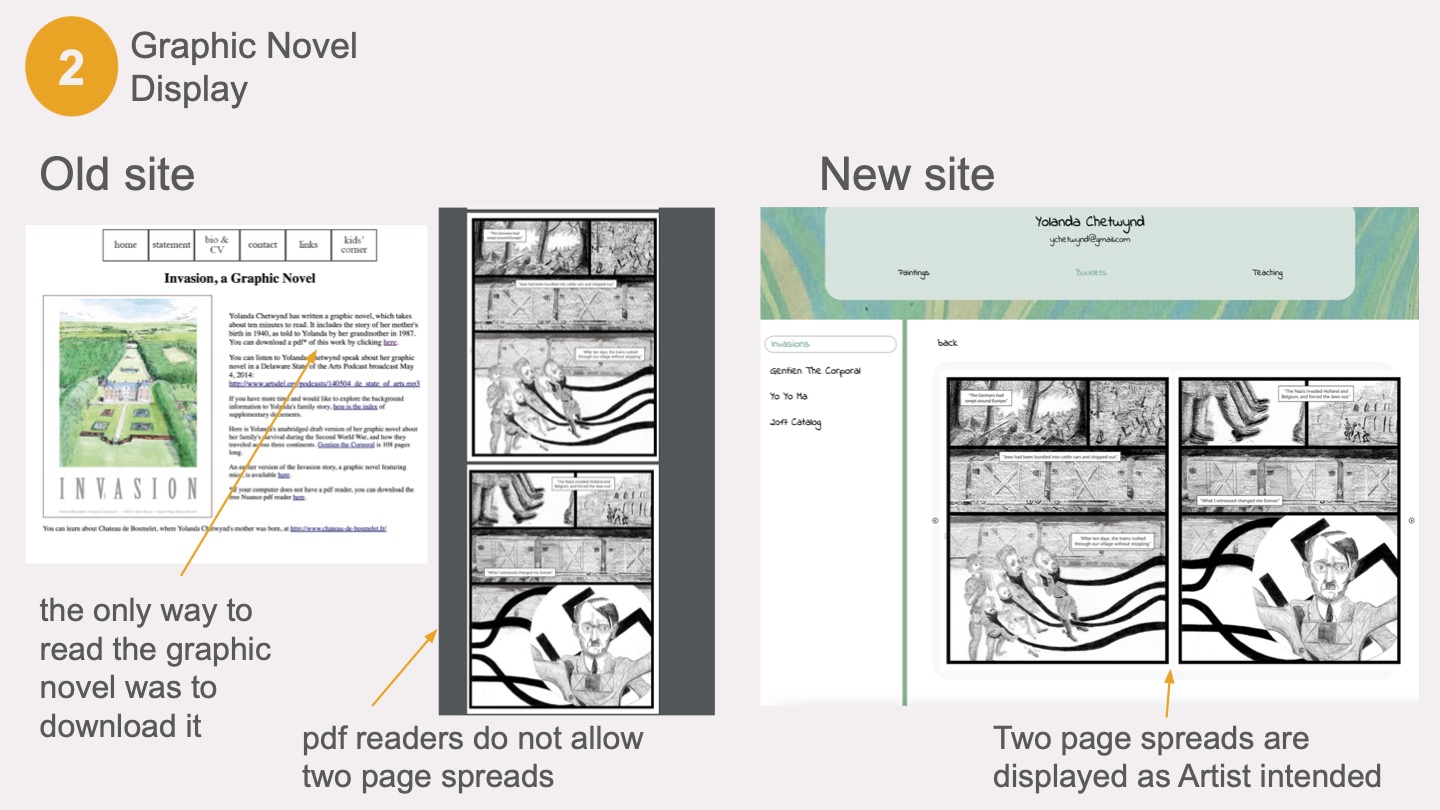 2
Graphic Novel
Display
Old site
New site
home
statement
bio &
CV
contact
links
kids'
corner
Invasion, a Graphic Novel
Yolanda Chetwynd has written a graphic novel, which takes
about ten minutes to read. It includes the story of her mother's
birth in 1940, as told to Yolanda by her grandmother in 1987.
You can download a pdf* of this work by clicking here.
You can listen to Yolanda Chetwynd speak about her graphic
novel in a Delaware State of the Arts Podcast broadcast May
4, 2014:
http://www.artsdel.org/podcasts/140504_de_state_of_arts.mp3
If you have more time and would like to explore the background
information to Yolanda's family story, here is the index of
supplementary documents.
Here is Yolanda's unabridged draft version of her graphic novel about
her family's survival during the Second World War, and how they
traveled across three continents. Gentien the Corporal is 108 pages
long.
An earlier version of the Invasion story, a graphic novel featuring
mice, is available here.
*If your computer does not have a pdf reader, you can download the
free Nuance pdf reader here.
INVASION
You can learn about Chateau de Bosmelet, where Yolanda Chetwynd's mother was born, at http://www.chateau-de-bosmelet.fr/
"The Germans had
swept around Europe."
"Jews had been bundled into cattle cars and shipped out."
"After ten days, the trains rushed
through our village without stopping."
"The Nazis invaded Holland and
Belgium, and forced the Jews out."
"What I witnessed changed me forever."
Yolanda Chetwynd
ychetwynd@gmail.com
Paintings
Booklets
Teaching
Invasions
Gentien The Corporal
Yo Yo Ma
2017 Catalog
back
"The Germans had
swept around Europe."
"Jews had been bundled into cattle cars and shipped out."
"After ten days, the trains rushed
through our village without stopping."
"The Nazis invaded Holland and
Belgium, and forced the Jews out."
"What I witnessed changed me forever."
the only way to
read the graphic
novel was to
download it
pdf readers do not allow
two page spreads
Two page spreads are
displayed as Artist intended